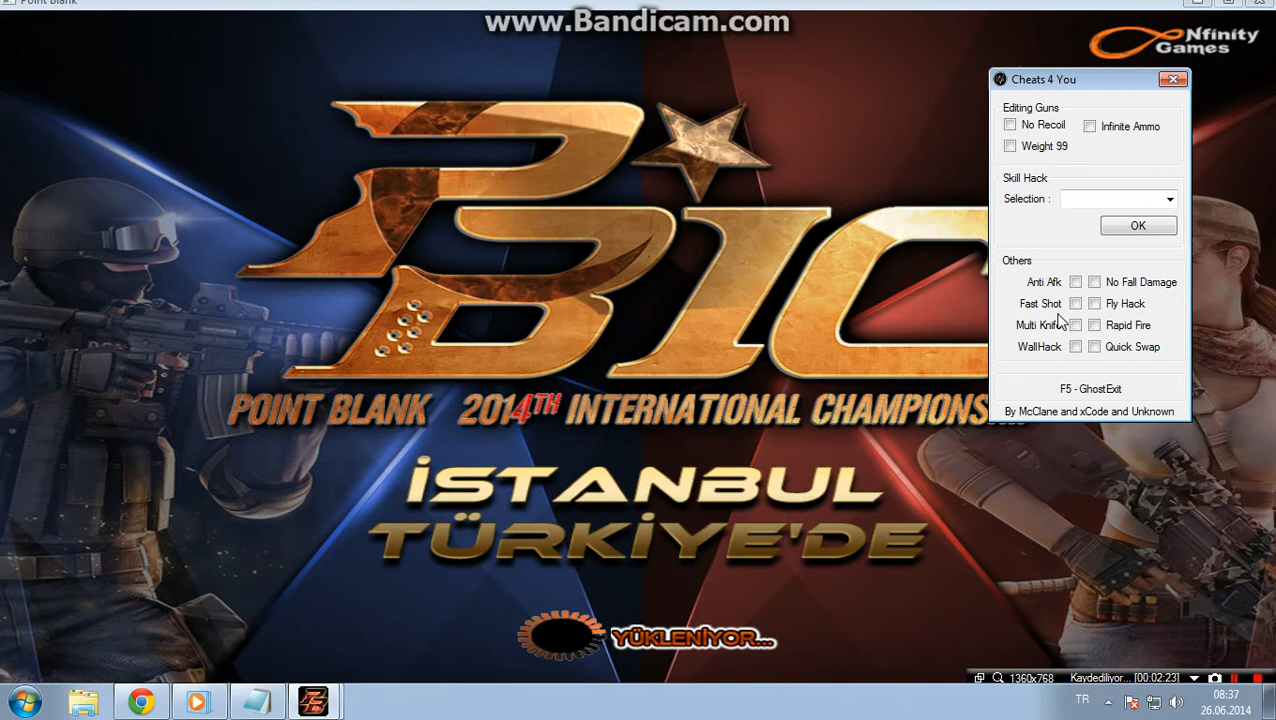 Point Blank
www.Bandicam.com
Nfinity
Games
Cheats 4 You
Editing Guns
No Recoil
Infinite Ammo
Weight 99
Skill Hack
Selection :
OK
Others
Anti Afk
No Fall Damage
Fast Shot
Fly Hack
Multi Knife
Rapid Fire
WallHack
Quick Swap
F5 - GhostExit
By McClane and xCode and Unknown
PBIC
POINT BLANK 2014TH INTERNATIONAL CHAMPIONS
İSTANBUL
TÜRKİYE'DE
YÜKLENİYOR...
1360x768 Kaydediliyor... [00:02:23]
TR
08:37
26.06.2014